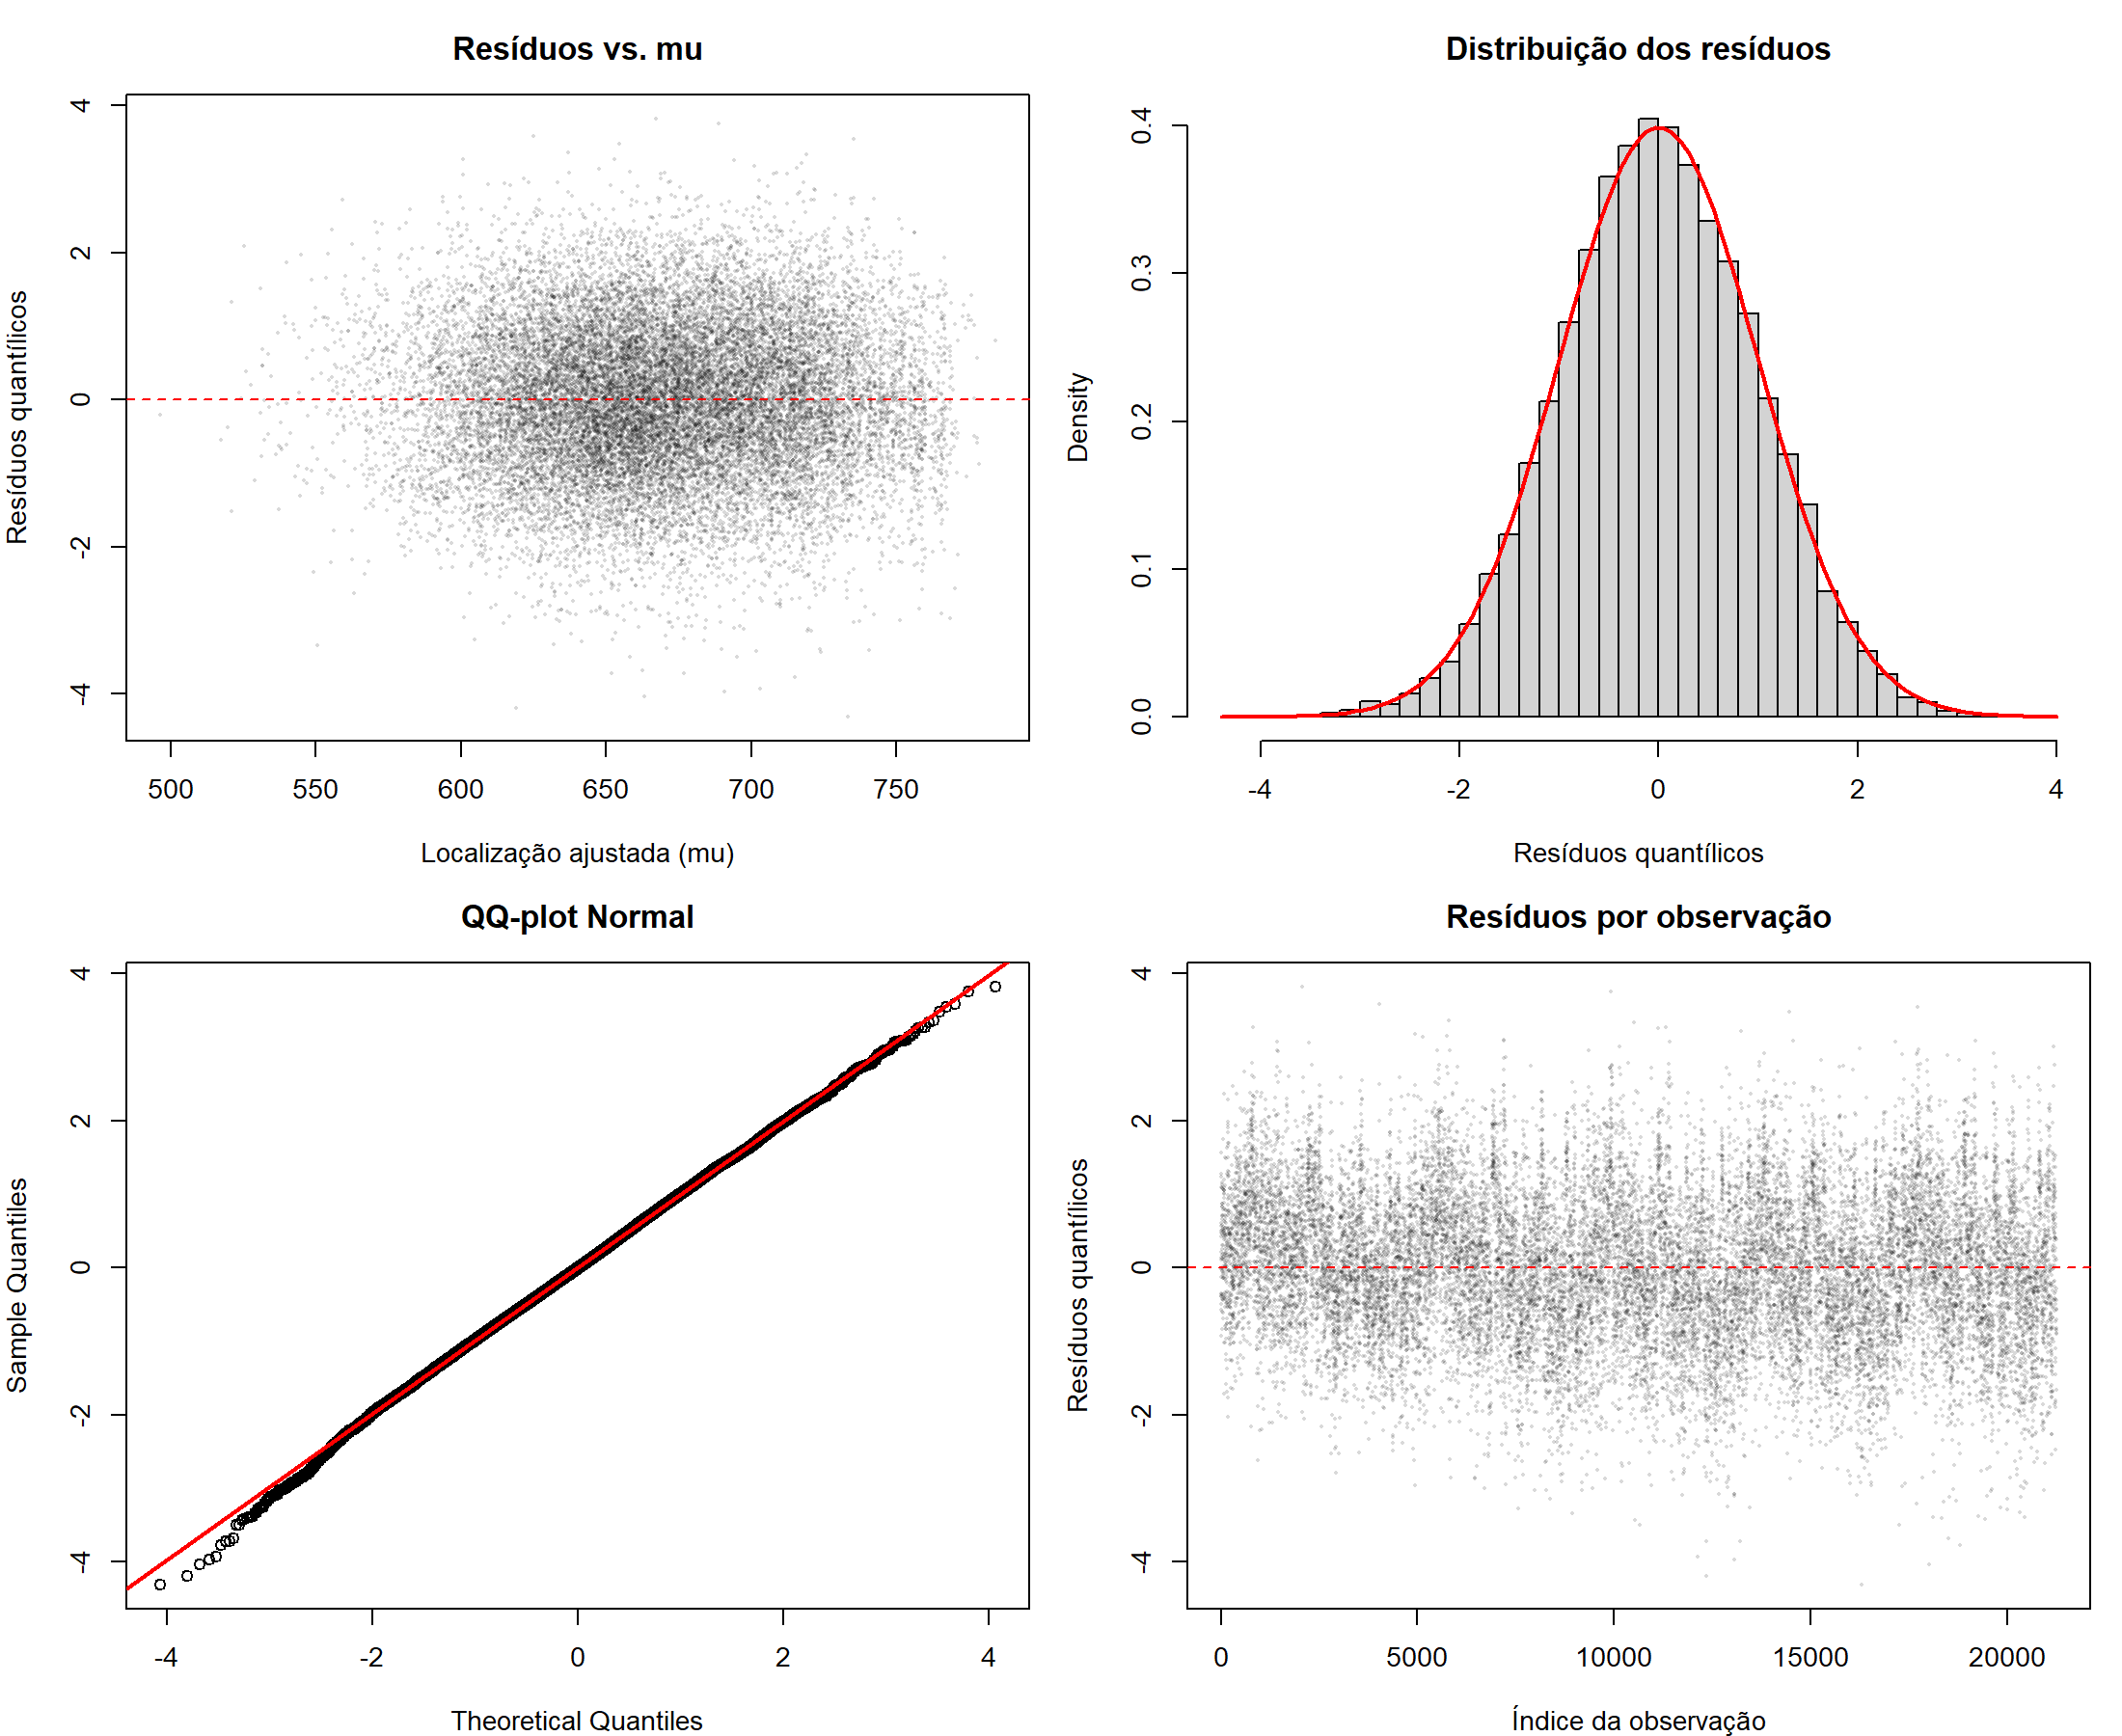 Resíduos vs. mu
Resíduos quantílicos
4
2
0
-2
-4
500 550 600 650 700 750
Localização ajustada (mu)
Distribuição dos resíduos
Density
0.4
0.3
0.2
0.1
0.0
-4 -2 0 2 4
Resíduos quantílicos
QQ-plot Normal
Sample Quantiles
4
2
0
-2
-4
-4 -2 0 2 4
Theoretical Quantiles
Resíduos por observação
Resíduos quantílicos
4
2
0
-2
-4
0 5000 10000 15000 20000
Índice da observação